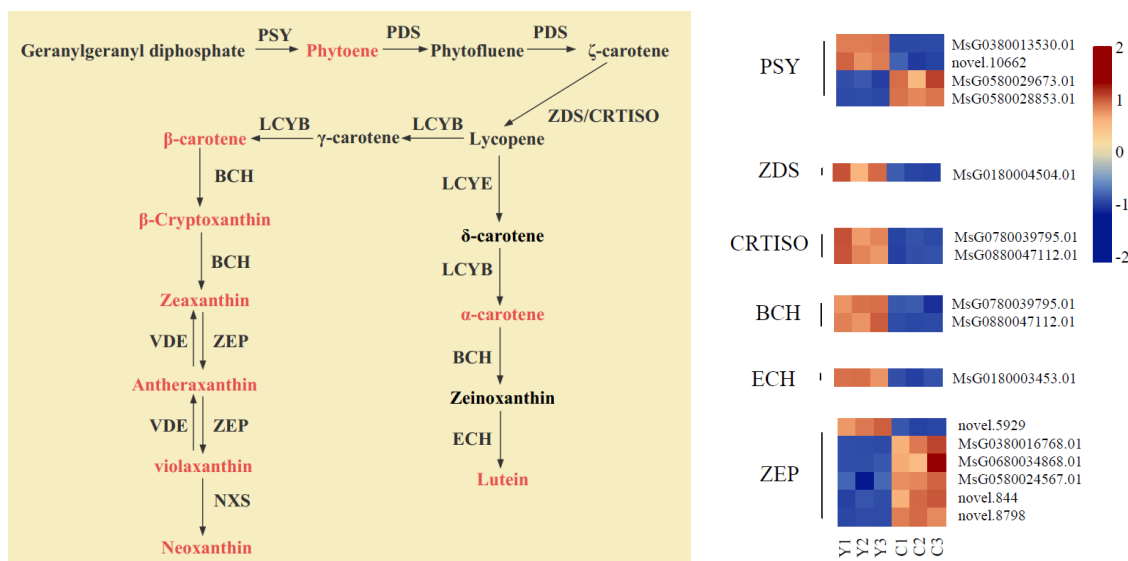 PSY PDS PDS
Geranylgeranyl diphosphate Phytoene Phytofluene ζ-carotene
ZDS/CRTISO
LCYB LCYB
β-carotene γ-carotene Lycopene
BCH LCYE
β-Cryptoxanthin δ-carotene
BCH LCYB
Zeaxanthin α-carotene
VDE ZEP BCH
Antheraxanthin Zeinoxanthin
VDE ZEP ECH
violaxanthin Lutein
NXS
Neoxanthin
PSY
MsG0380013530.01
novel.10662
MsG0580029673.01
MsG0580028853.01
ZDS
MsG0180004504.01
CRTISO
MsG0780039795.01
MsG0880047112.01
BCH
MsG0780039795.01
MsG0880047112.01
ECH
MsG0180003453.01
ZEP
novel.5929
MsG0380016768.01
MsG0680034868.01
MsG0580024567.01
novel.844
novel.8798
Y1 Y2 Y3 C1 C2 C3
2
1
0
-1
-2